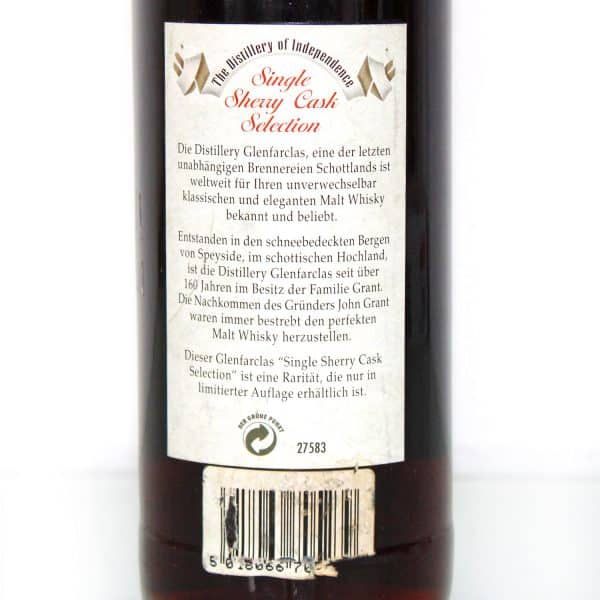 The Distillery of Independence
Single
Sherry Cask
Selection
Die Distillery Glenfarclas, eine der letzten
unabhängigen Brennereien Schottlands ist
weltweit für Ihren unverwechselbar
klassischen und eleganten Malt Whisky
bekannt und beliebt.
Entstanden in den schneebedeckten Bergen
von Speyside, im schottischen Hochland,
ist die Distillery Glenfarclas seit über
160 Jahren im Besitz der Familie Grant.
Die Nachkommen des Gründers John Grant
waren immer bestrebt den perfekten
Malt Whisky herzustellen.
Dieser Glenfarclas “Single Sherry Cask
Selection” ist eine Rarität, die nur in
limitierter Auflage erhältlich ist.
DER GRÜNE PUNKT
27583
5 018066 76